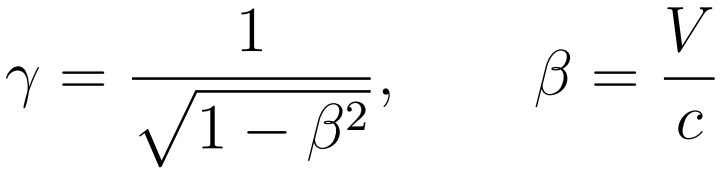 γ = 1/√(1 − β²),  β = V/c